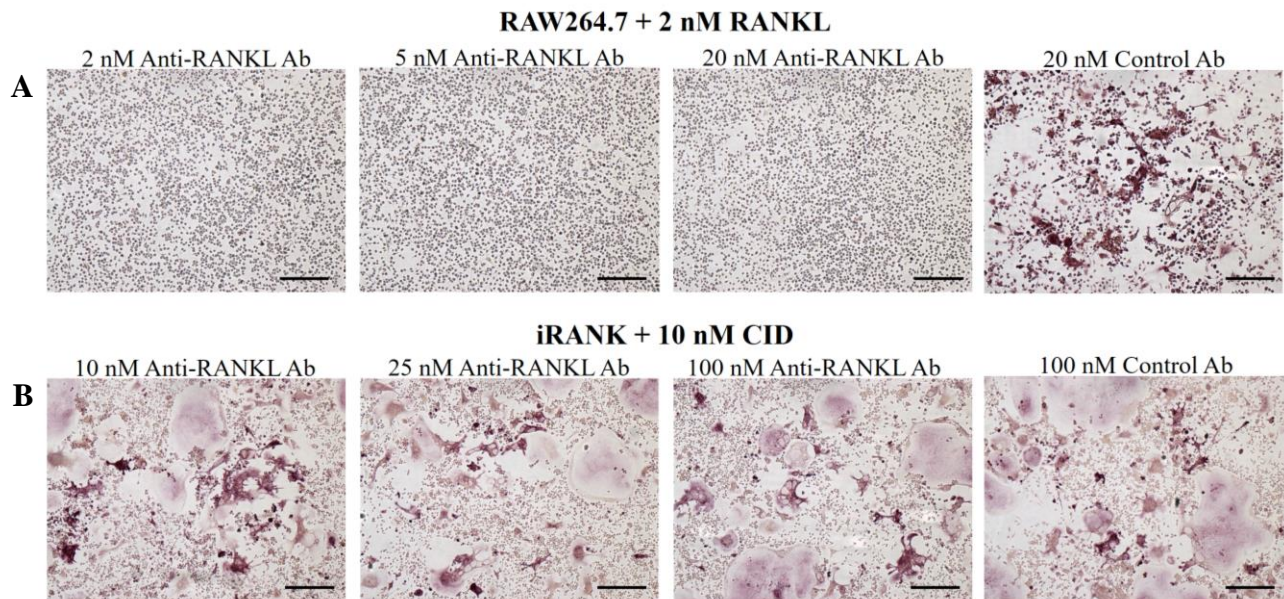 RAW264.7 + 2 nM RANKL
2 nM Anti-RANKL Ab 5 nM Anti-RANKL Ab 20 nM Anti-RANKL Ab 20 nM Control Ab
A
iRANK + 10 nM CID
10 nM Anti-RANKL Ab 25 nM Anti-RANKL Ab 100 nM Anti-RANKL Ab 100 nM Control Ab
B